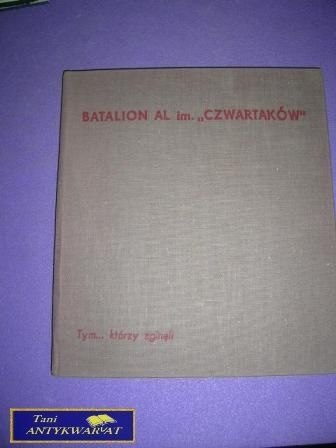 BATALION AL im. „CZWARTAKÓW"
Tym... którzy zginęli
Tani
ANTYKWARIAT